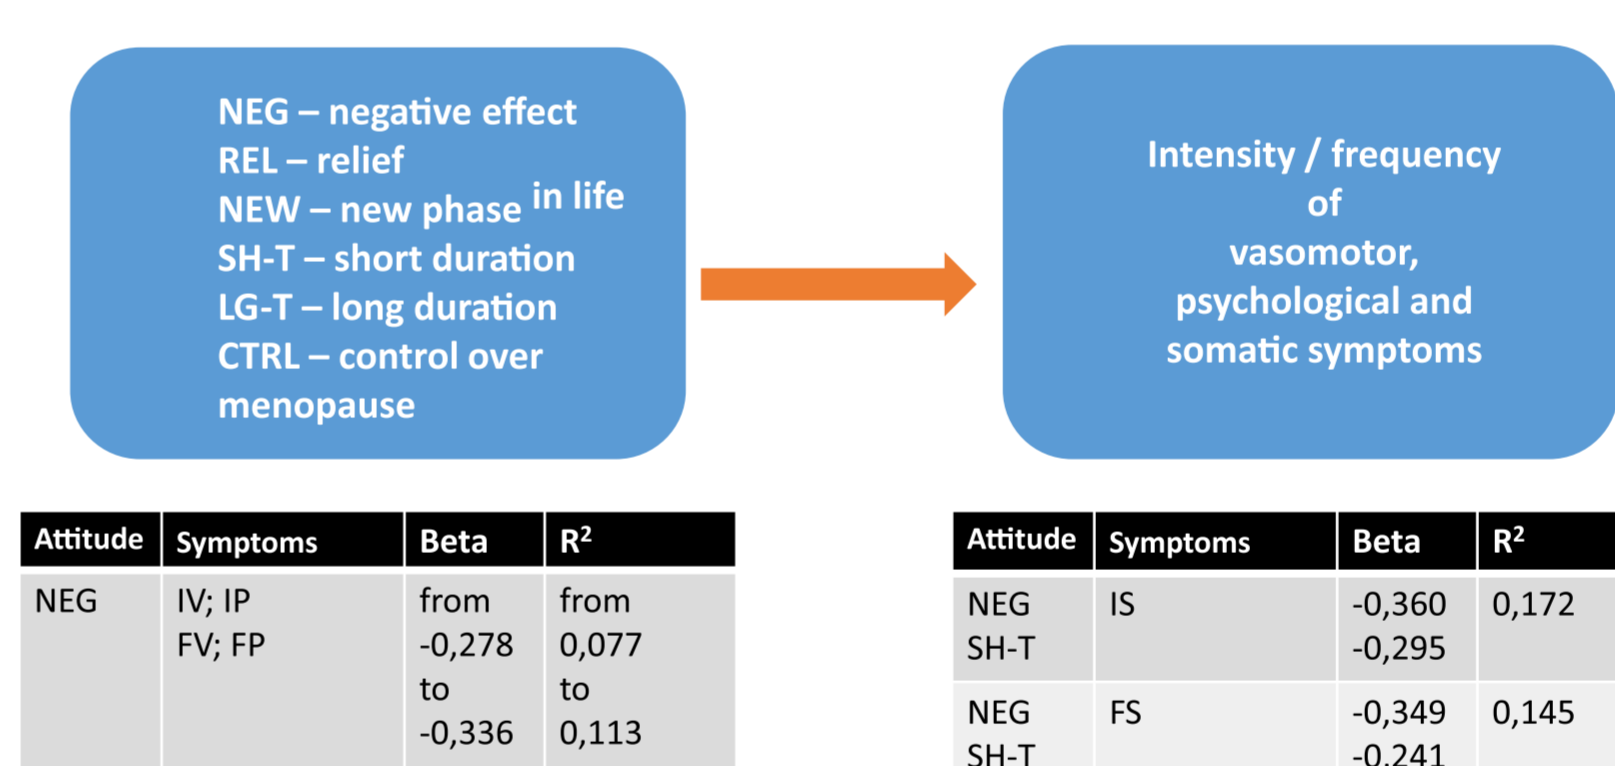 NEG – negative effect
REL – relief
NEW – new phase in life
SH-T – short duration
LG-T – long duration
CTRL – control over
menopause
Intensity / frequency
of
vasomotor,
psychological and
somatic symptoms
Attitude Symptoms Beta R²
NEG IV; IP from from
FV; FP -0,278 0,077
to to
-0,336 0,113
Attitude Symptoms Beta R²
NEG IS -0,360 0,172
SH-T -0,295
NEG FS -0,349 0,145
SH-T -0,241